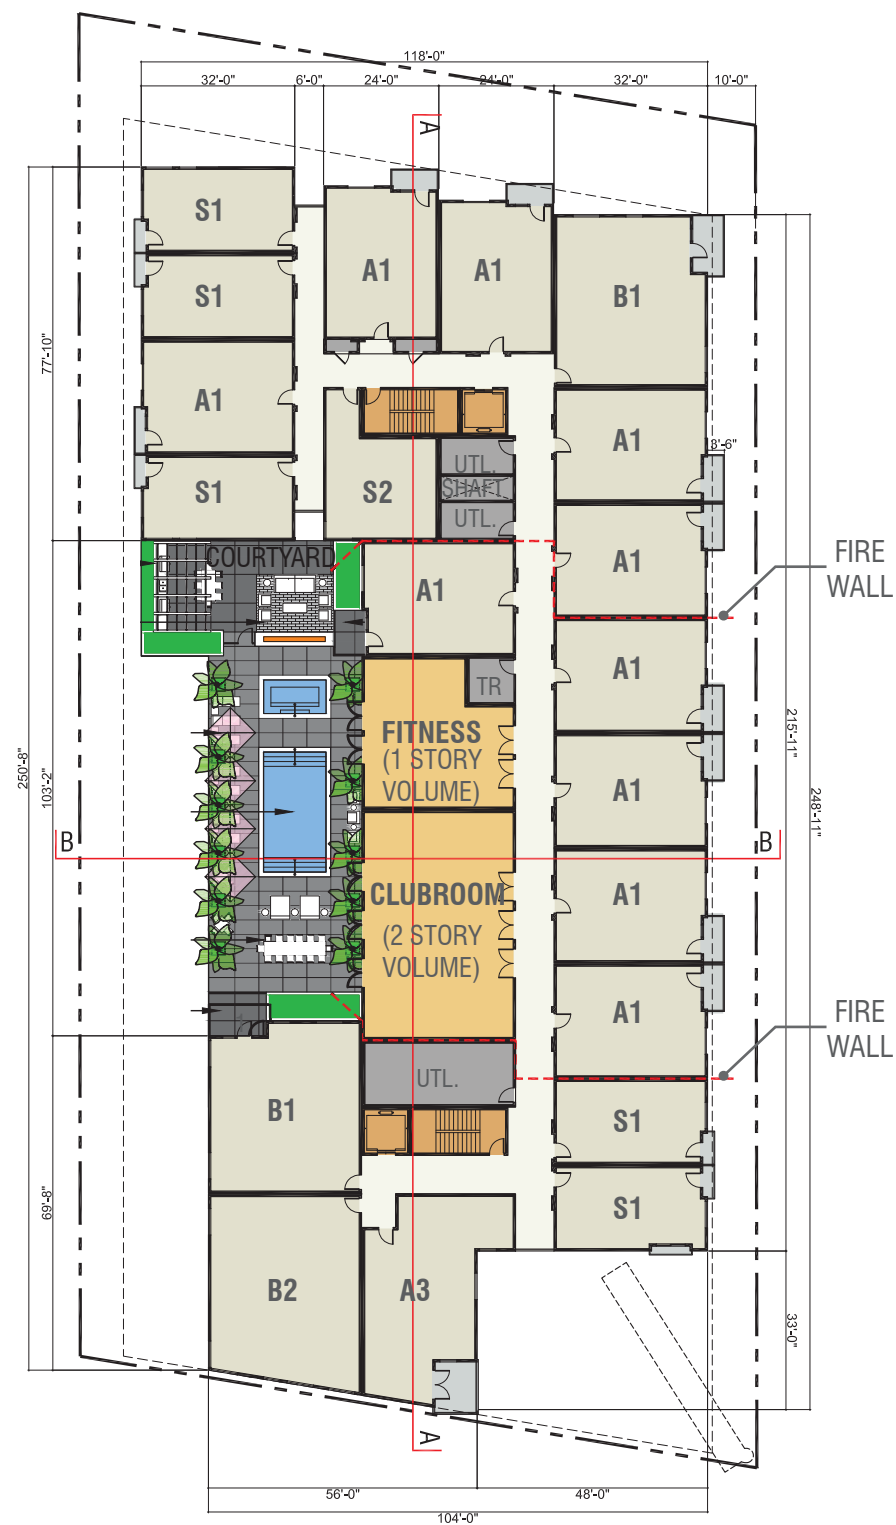 118'-0"
32'-0"
6'-0"
24'-0"
24'-0"
32'-0"
10'-0"
A
S1
A1
A1
B1
S1
77'-10"
A1
A1
8'-6"
S1
S2
UTL.
SHAFT
UTL.
COURTYARD
A1
A1
FIRE
WALL
A1
TR
FITNESS
(1 STORY
VOLUME)
215'-11"
250'-8"
103'-2"
A1
248'-11"
B
B
CLUBROOM
(2 STORY
VOLUME)
A1
A1
FIRE
WALL
UTL.
B1
S1
69'-8"
S1
B2
A3
33'-0"
A
56'-0"
48'-0"
104'-0"